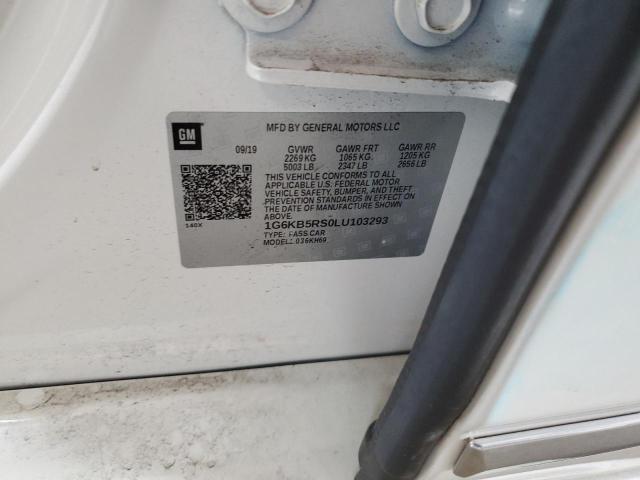 GM
MFD BY GENERAL MOTORS LLC
09/19 GVWR GAWR FRT GAWR RR
2269 KG 1065 KG 1205 KG
5003 LB 2347 LB 2656 LB
THIS VEHICLE CONFORMS TO ALL
APPLICABLE U.S. FEDERAL MOTOR
VEHICLE SAFETY, BUMPER, AND THEFT
PREVENTION STANDARDS IN EFFECT ON
THE DATE OF MANUFACTURE SHOWN
ABOVE.
140X
1G6KB5RS0LU103293
TYPE: PASS CAR
MODEL: 036KH69